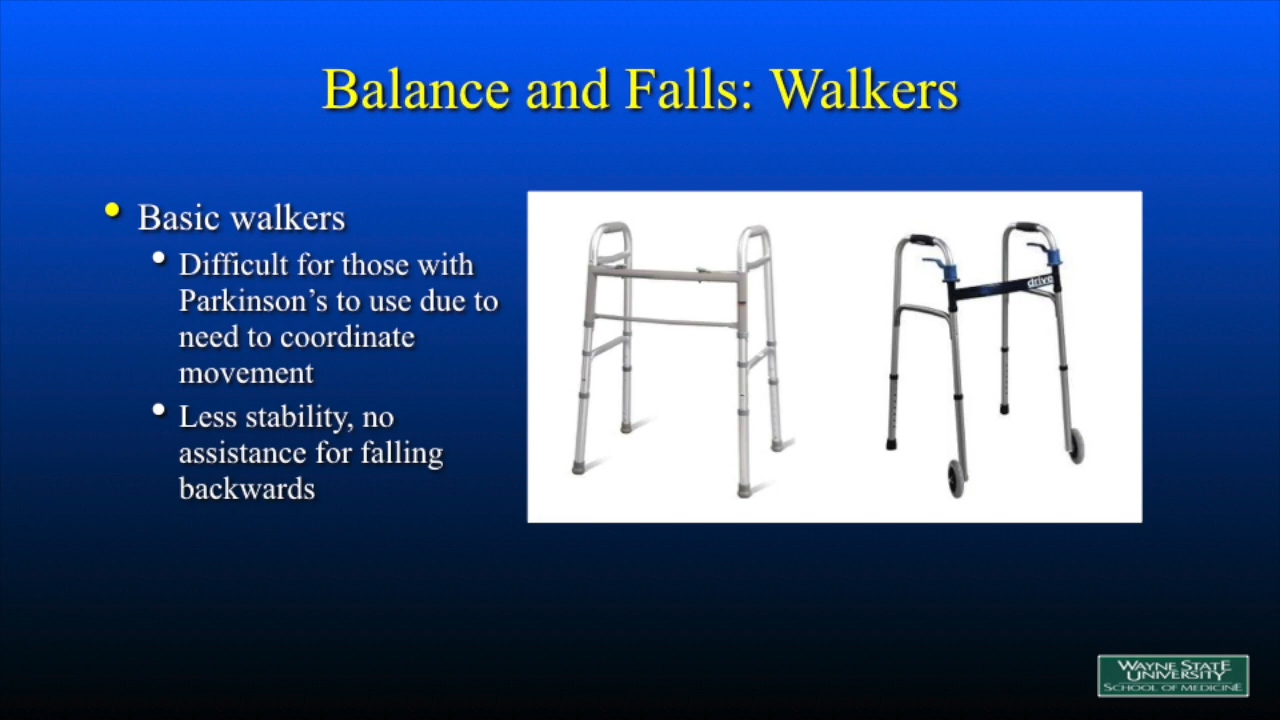 Balance and Falls: Walkers
• Basic walkers
• Difficult for those with
Parkinson’s to use due to
need to coordinate
movement
• Less stability, no
assistance for falling
backwards
drive
WAYNE STATE
UNIVERSITY
SCHOOL OF MEDICINE